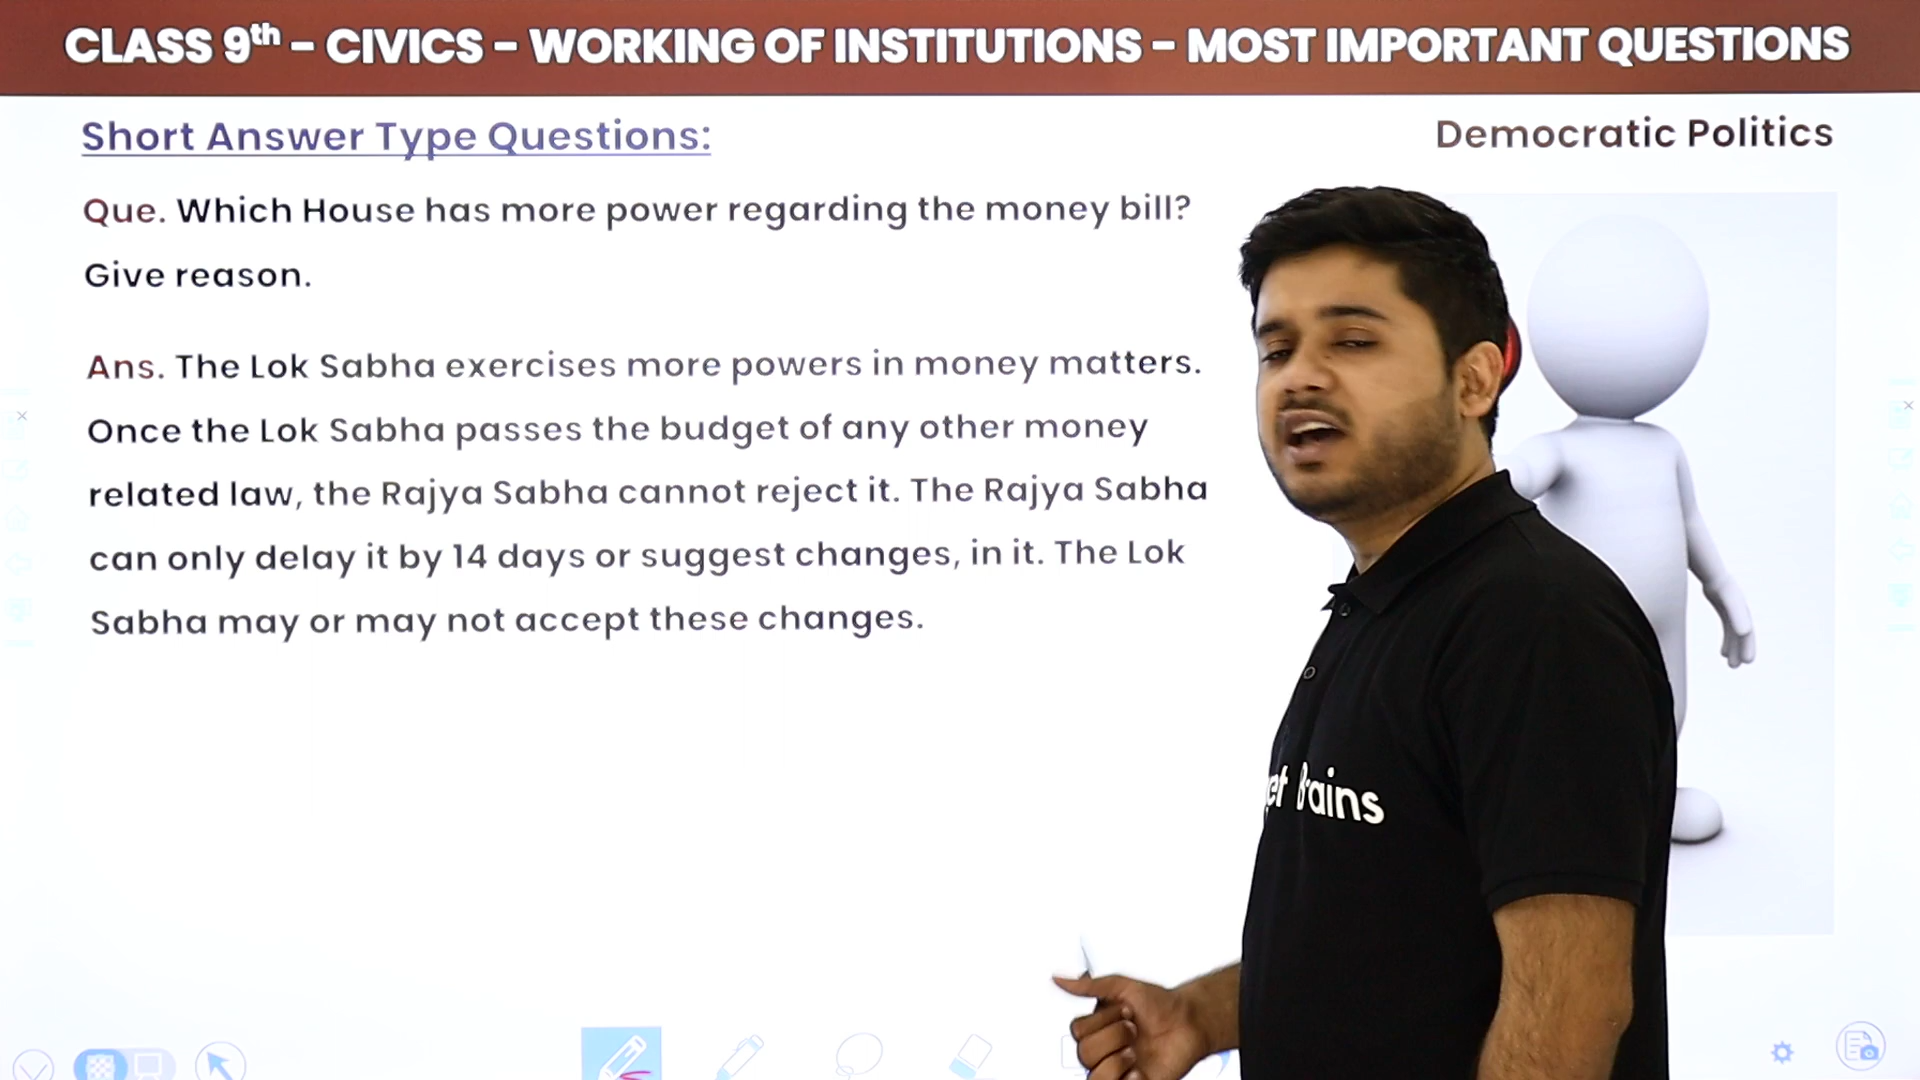 CLASS 9th – CIVICS – WORKING OF INSTITUTIONS – MOST IMPORTANT QUESTIONS
Short Answer Type Questions:
Democratic Politics
Que. Which House has more power regarding the money bill?
Give reason.
Ans. The Lok Sabha exercises more powers in money matters.
Once the Lok Sabha passes the budget of any other money
related law, the Rajya Sabha cannot reject it. The Rajya Sabha
can only delay it by 14 days or suggest changes, in it. The Lok
Sabha may or may not accept these changes.
Brains